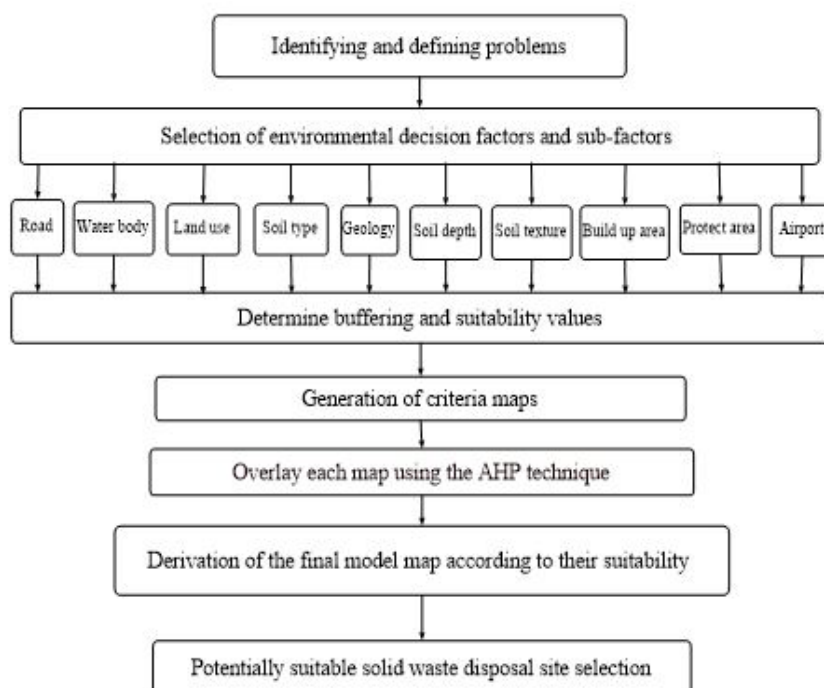 Identifying and defining problems
Selection of environmental decision factors and sub-factors
Road
Water body
Land use
Soil type
Geology
Soil depth
Soil texture
Build up area
Protect area
Airport
Determine buffering and suitability values
Generation of criteria maps
Overlay each map using the AHP technique
Derivation of the final model map according to their suitability
Potentially suitable solid waste disposal site selection